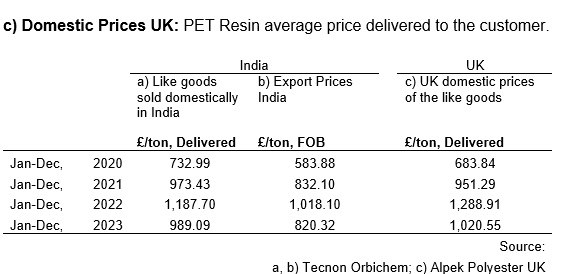 c) Domestic Prices UK: PET Resin average price delivered to the customer.
India UK
a) Like goods sold domestically in India b) Export Prices India c) UK domestic prices of the like goods
£/ton, Delivered £/ton, FOB £/ton, Delivered
Jan-Dec, 2020 732.99 583.88 683.84
Jan-Dec, 2021 973.43 832.10 951.29
Jan-Dec, 2022 1,187.70 1,018.10 1,288.91
Jan-Dec, 2023 989.09 820.32 1,020.55
Source:
a, b) Tecnon Orbichem; c) Alpek Polyester UK